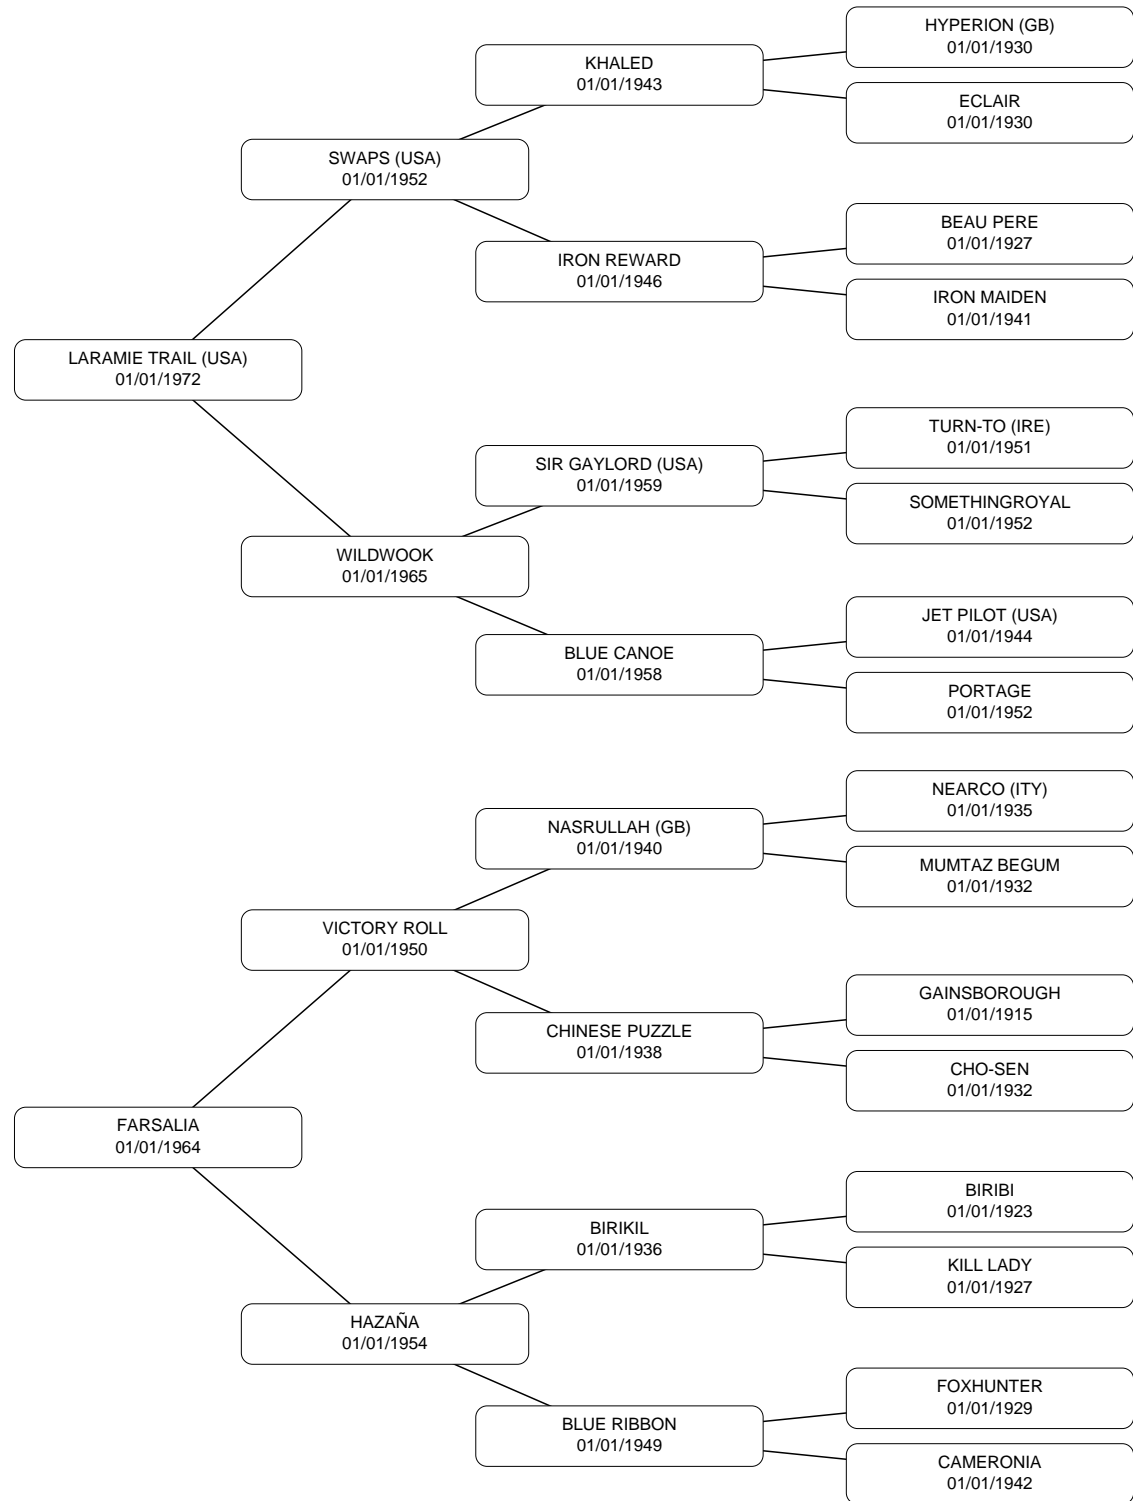 HYPERION (GB)
01/01/1930
KHALED
01/01/1943
ECLAIR
01/01/1930
SWAPS (USA)
01/01/1952
BEAU PERE
01/01/1927
IRON REWARD
01/01/1946
IRON MAIDEN
01/01/1941
LARAMIE TRAIL (USA)
01/01/1972
TURN-TO (IRE)
01/01/1951
SIR GAYLORD (USA)
01/01/1959
SOMETHINGROYAL
01/01/1952
WILDWOOK
01/01/1965
JET PILOT (USA)
01/01/1944
BLUE CANOE
01/01/1958
PORTAGE
01/01/1952
NEARCO (ITY)
01/01/1935
NASRULLAH (GB)
01/01/1940
MUMTAZ BEGUM
01/01/1932
VICTORY ROLL
01/01/1950
GAINSBOROUGH
01/01/1915
CHINESE PUZZLE
01/01/1938
CHO-SEN
01/01/1932
FARSALIA
01/01/1964
BIRIBI
01/01/1923
BIRIKIL
01/01/1936
KILL LADY
01/01/1927
HAZAÑA
01/01/1954
FOXHUNTER
01/01/1929
BLUE RIBBON
01/01/1949
CAMERONIA
01/01/1942